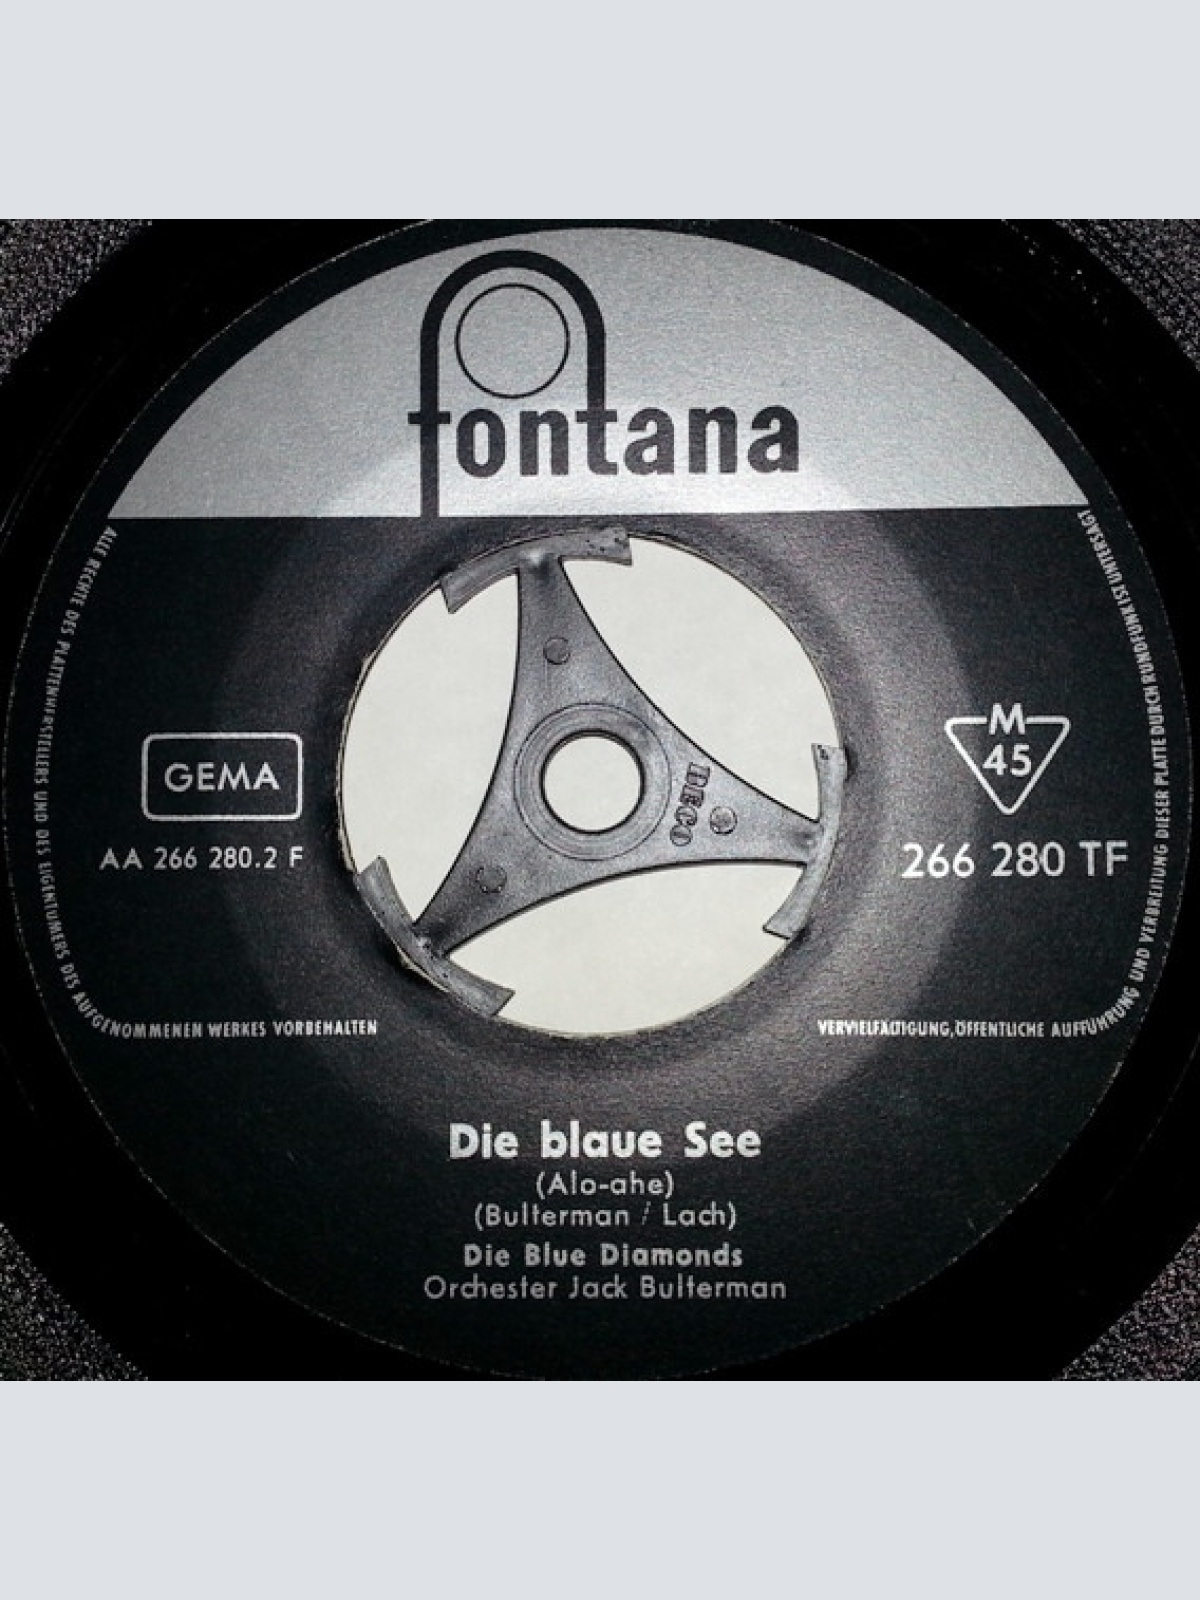 fontana
ALLE RECHTE DES PLATTENHERSTELLERS UND DES EIGENTÜMERS DES AUFGENOMMENEN WERKES VORBEHALTEN
VERVIELFÄLTIGUNG, ÖFFENTLICHE AUFFÜHRUNG UND VERBREITUNG DIESER PLATTE DURCH RUNDFUNK IST UNTERSAGT
GEMA
AA 266 280.2 F
DECO
M
45
266 280 TF
Die blaue See
(Alo-ahe)
(Bulterman / Lach)
Die Blue Diamonds
Orchester Jack Bulterman